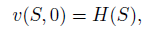 v(S, 0) = H(S),